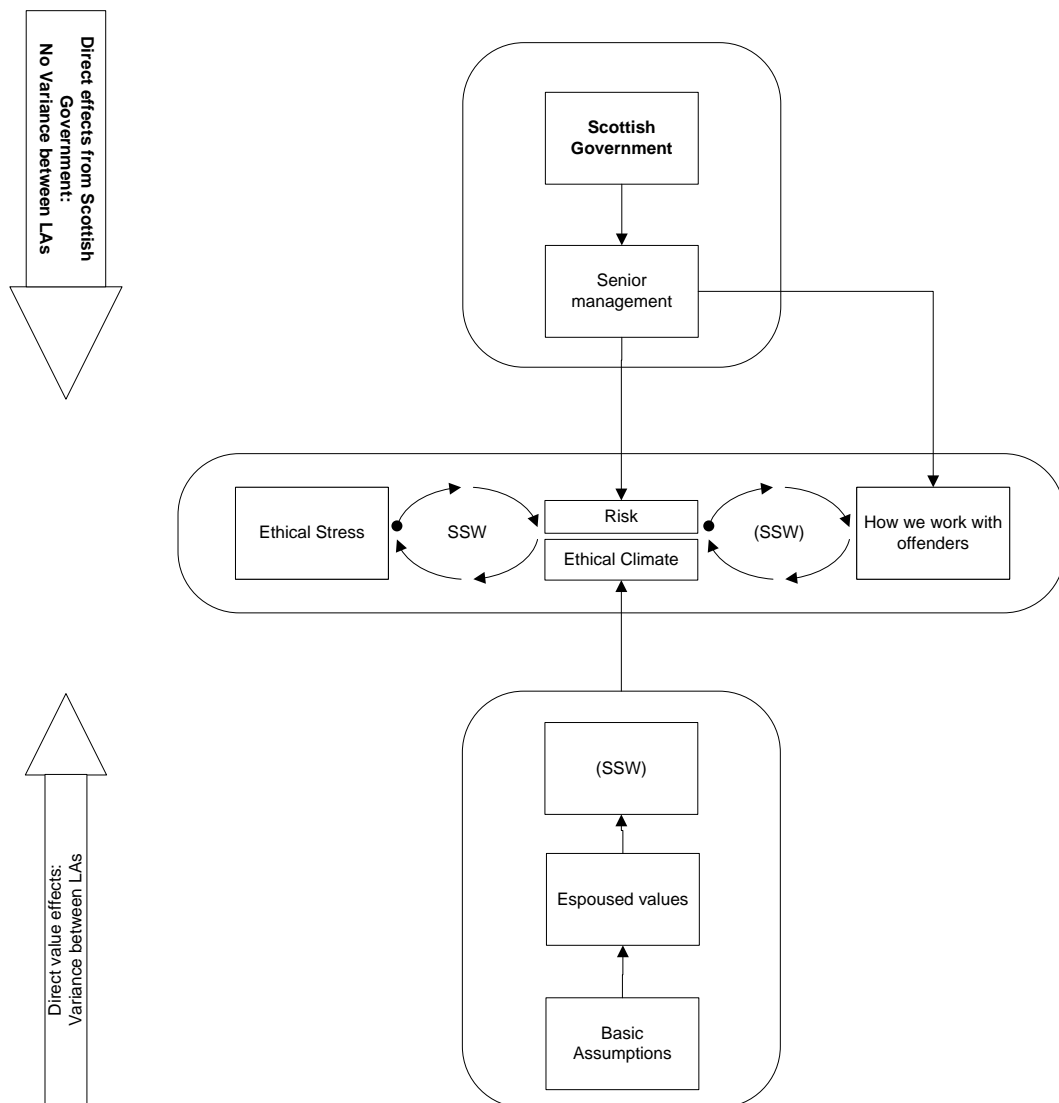 Direct effects from Scottish
Government:
No Variance between LAs
Scottish
Government
Senior
management
Ethical Stress
SSW
Risk
Ethical Climate
(SSW)
How we work with
offenders
(SSW)
Espoused values
Basic
Assumptions
Direct value effects:
Variance between LAs